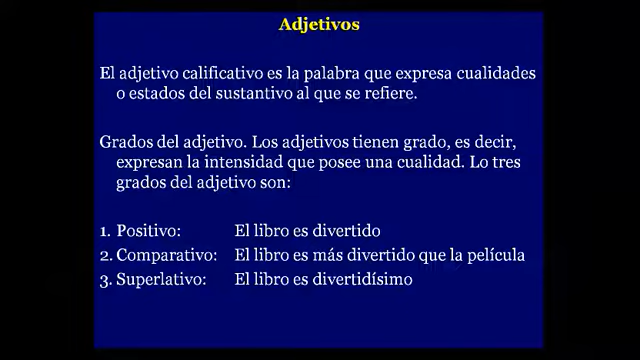 Adjetivos
El adjetivo calificativo es la palabra que expresa cualidades
o estados del sustantivo al que se refiere.
Grados del adjetivo. Los adjetivos tienen grado, es decir,
expresan la intensidad que posee una cualidad. Lo tres
grados del adjetivo son:
1. Positivo: El libro es divertido
2. Comparativo: El libro es más divertido que la película
3. Superlativo: El libro es divertidísimo